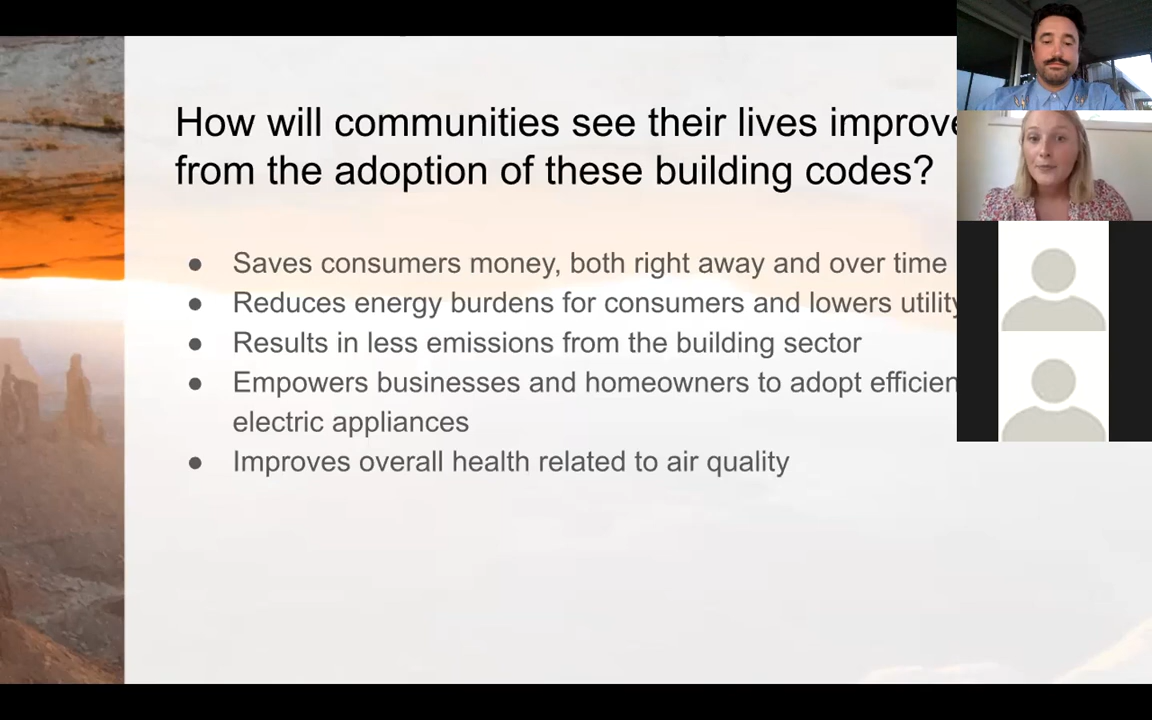 How will communities see their lives improve
from the adoption of these building codes?
● Saves consumers money, both right away and over time
● Reduces energy burdens for consumers and lowers utility
● Results in less emissions from the building sector
● Empowers businesses and homeowners to adopt efficien
electric appliances
● Improves overall health related to air quality